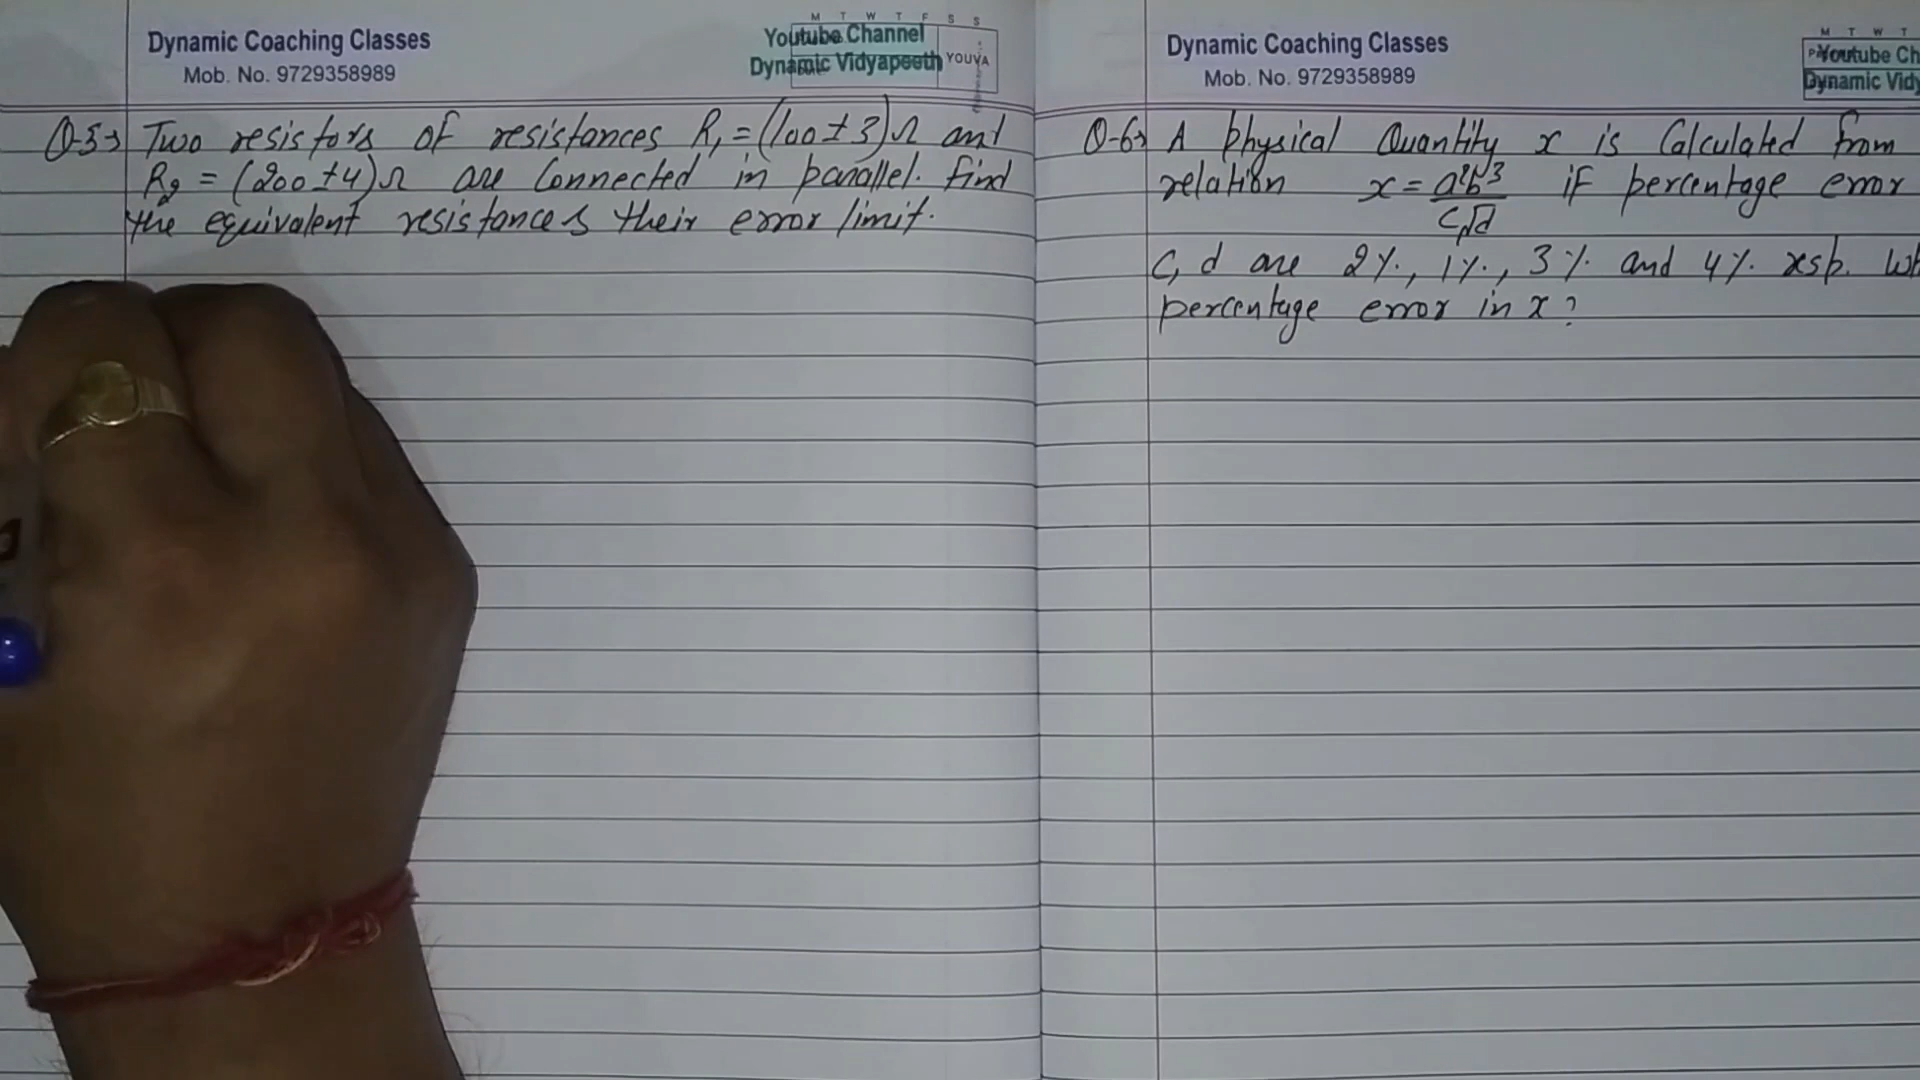 Dynamic Coaching Classes
Mob. No. 9729358989
M T W T F S S
Youtube Channel
Dynamic Vidyapeeth
YOUVA
Q-5→ Two resistors of resistances R₁ = (100 ± 3)Ω and
R₂ = (200 ± 4)Ω are Connected in parallel. find
the equivalent resistance & their error limit.
Dynamic Coaching Classes
Mob. No. 9729358989
M T W T
Youtube Ch
Dynamic Vidy
Q-6→ A physical Quantity x is Calculated from
relation x = a²b³/c√d if percentage error
C, d are 2%, 1%, 3% and 4% rsp. Wh
percentage error in x?